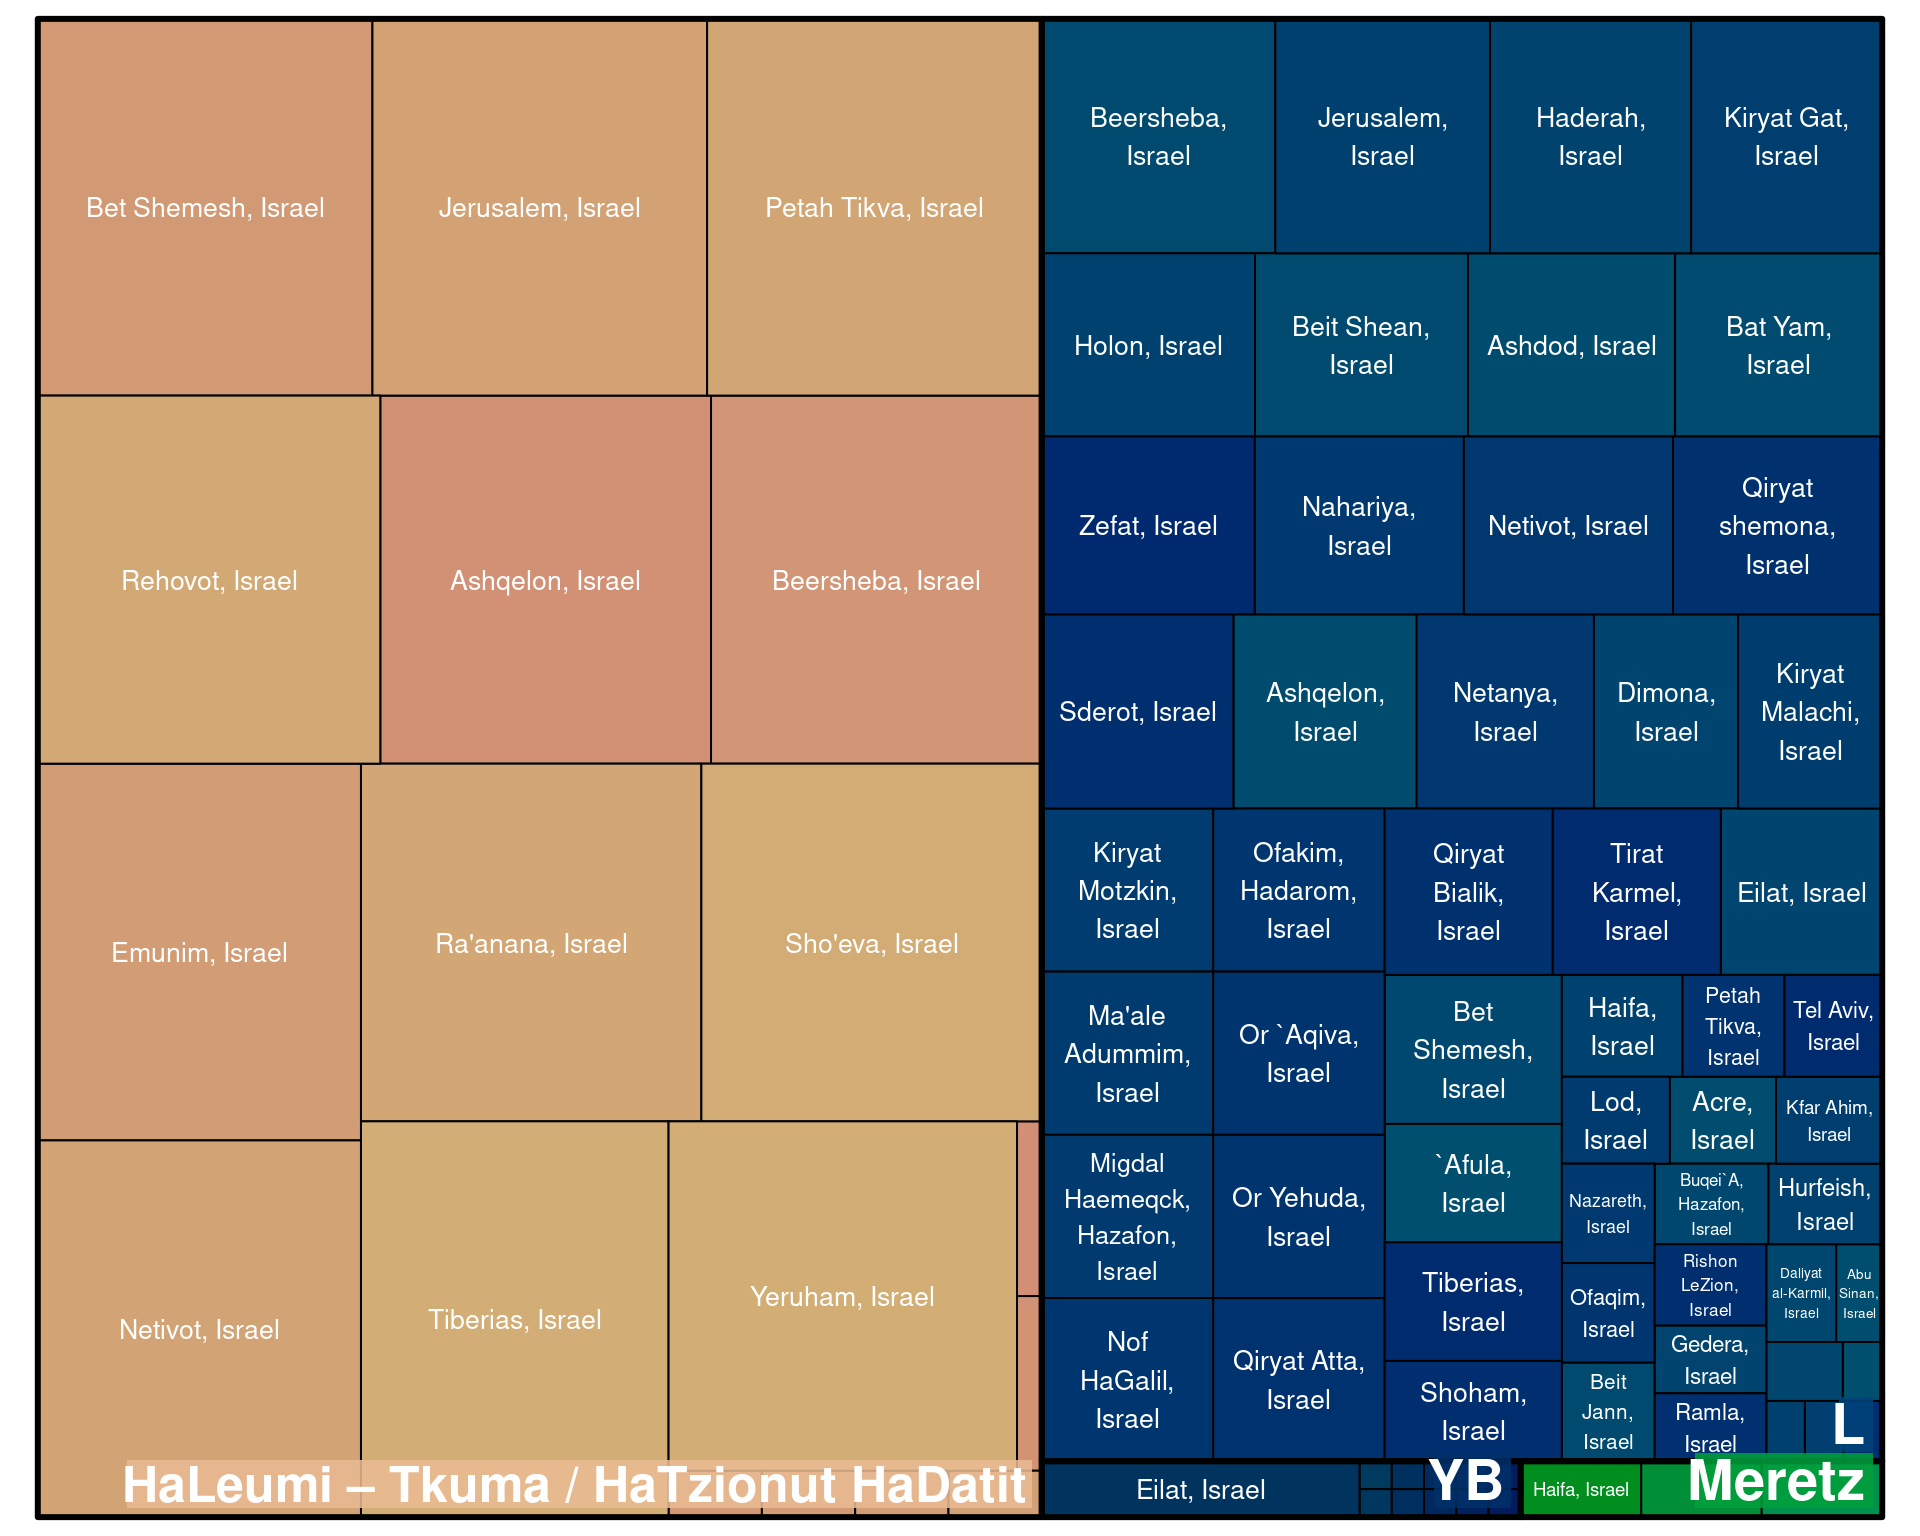 Bet Shemesh, Israel
Jerusalem, Israel
Petah Tikva, Israel
Rehovot, Israel
Ashqelon, Israel
Beersheba, Israel
Emunim, Israel
Ra'anana, Israel
Sho'eva, Israel
Netivot, Israel
Tiberias, Israel
Yeruham, Israel
HaLeumi – Tkuma / HaTzionut HaDatit
Beersheba,
Israel
Jerusalem,
Israel
Haderah,
Israel
Kiryat Gat,
Israel
Holon, Israel
Beit Shean,
Israel
Ashdod, Israel
Bat Yam,
Israel
Zefat, Israel
Nahariya,
Israel
Netivot, Israel
Qiryat
shemona,
Israel
Sderot, Israel
Ashqelon,
Israel
Netanya,
Israel
Dimona,
Israel
Kiryat
Malachi,
Israel
Kiryat
Motzkin,
Israel
Ofakim,
Hadarom,
Israel
Qiryat
Bialik,
Israel
Tirat
Karmel,
Israel
Eilat, Israel
Ma'ale
Adummim,
Israel
Or `Aqiva,
Israel
Bet
Shemesh,
Israel
Haifa,
Israel
Petah
Tikva,
Israel
Tel Aviv,
Israel
Lod,
Israel
Acre,
Israel
Kfar Ahim,
Israel
Migdal
Haemeqck,
Hazafon,
Israel
Or Yehuda,
Israel
`Afula,
Israel
Nazareth,
Israel
Buqei`A,
Hazafon,
Israel
Hurfeish,
Israel
Tiberias,
Israel
Ofaqim,
Israel
Rishon
LeZion,
Israel
Daliyat
al-Karmil,
Israel
Abu
Sinan,
Israel
Nof
HaGalil,
Israel
Qiryat Atta,
Israel
Shoham,
Israel
Beit
Jann,
Israel
Gedera,
Israel
Ramla,
Israel
L
Eilat, Israel
YB
Haifa, Israel
Meretz